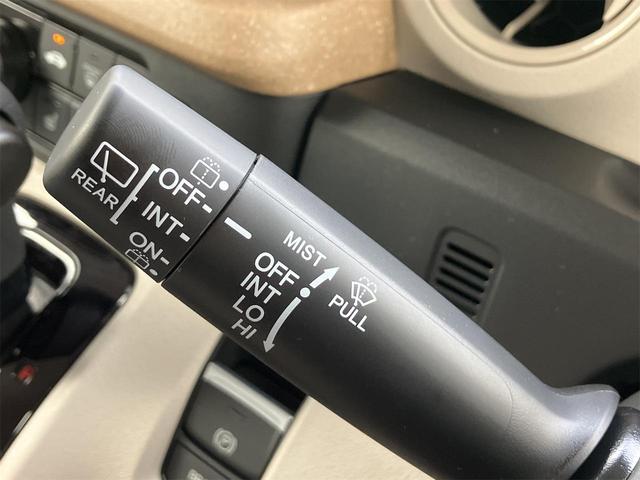 REAR
OFF-
INT-
ON-
MIST
OFF
INT
LO
HI
PULL